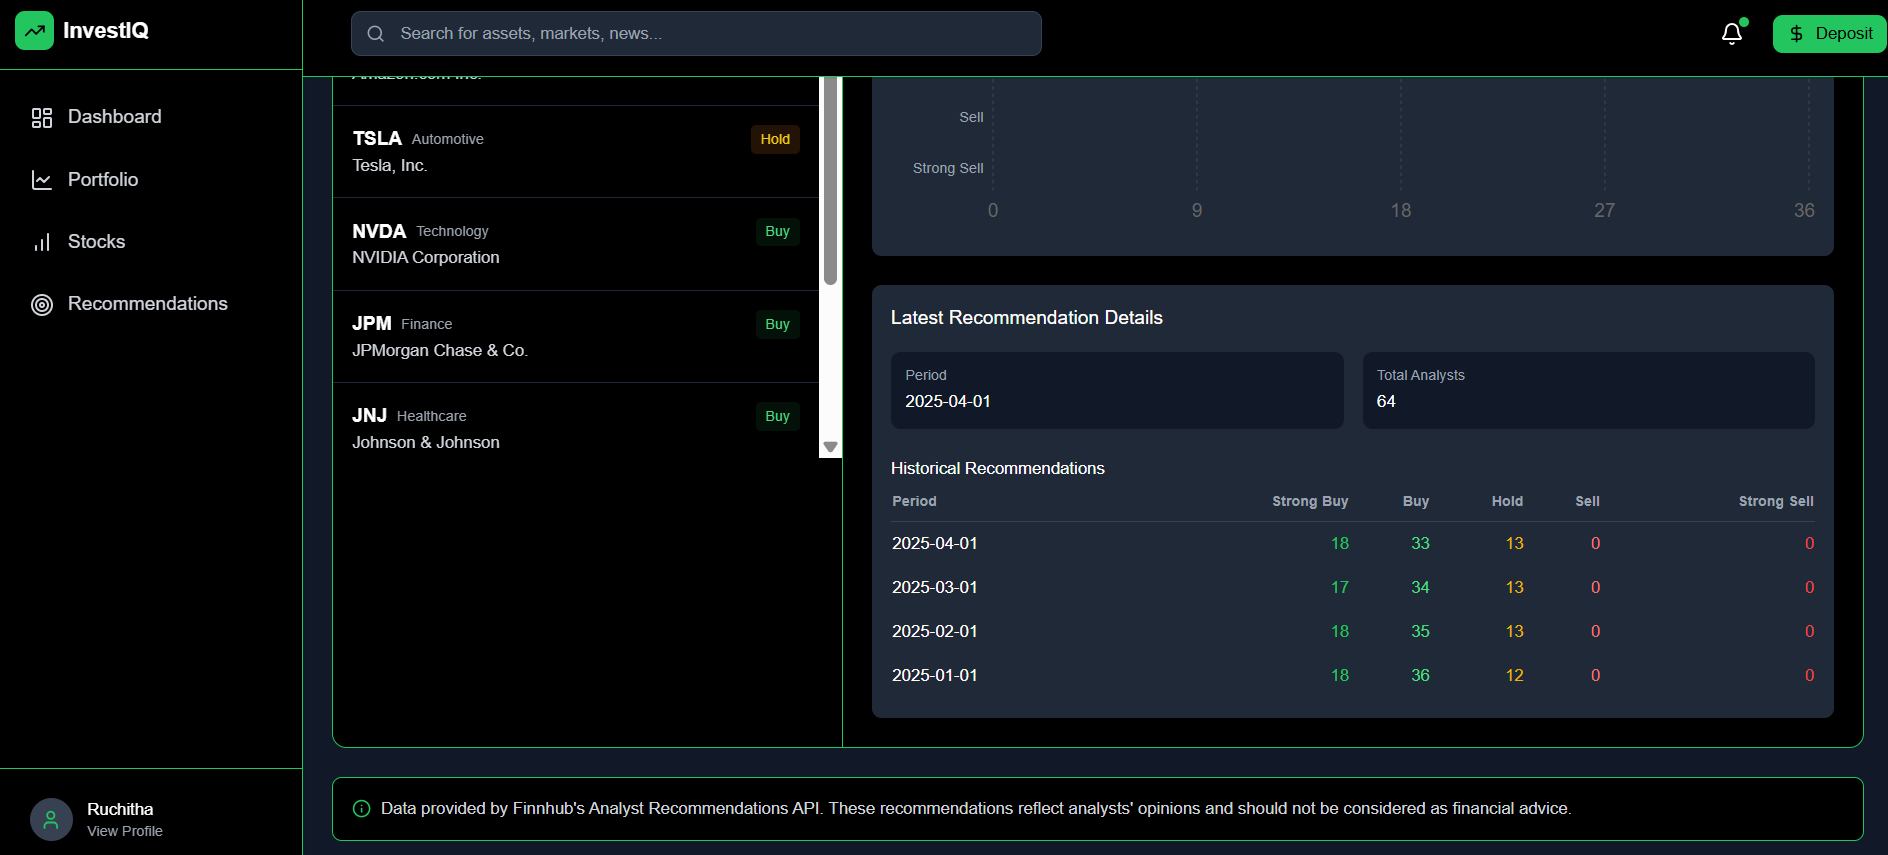 InvestIQ
Search for assets, markets, news...
Deposit
Dashboard
Portfolio
Stocks
Recommendations
Amazon.com Inc.
TSLA Automotive Hold
Tesla, Inc.
NVDA Technology Buy
NVIDIA Corporation
JPM Finance Buy
JPMorgan Chase & Co.
JNJ Healthcare Buy
Johnson & Johnson
Sell
Strong Sell
0 9 18 27 36
Latest Recommendation Details
Period
2025-04-01
Total Analysts
64
Historical Recommendations
Period Strong Buy Buy Hold Sell Strong Sell
2025-04-01 18 33 13 0 0
2025-03-01 17 34 13 0 0
2025-02-01 18 35 13 0 0
2025-01-01 18 36 12 0 0
Data provided by Finnhub's Analyst Recommendations API. These recommendations reflect analysts' opinions and should not be considered as financial advice.
Ruchitha
View Profile